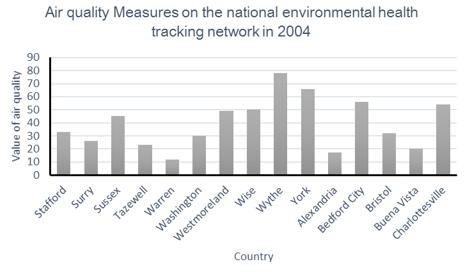 Air quality Measures on the national environmental health
tracking network in 2004
Value of air quality
90
80
70
60
50
40
30
20
10
0
Stafford
Surry
Sussex
Tazewell
Warren
Washington
Westmoreland
Wise
Wythe
York
Alexandria
Bedford City
Bristol
Buena Vista
Charlottesville
Country